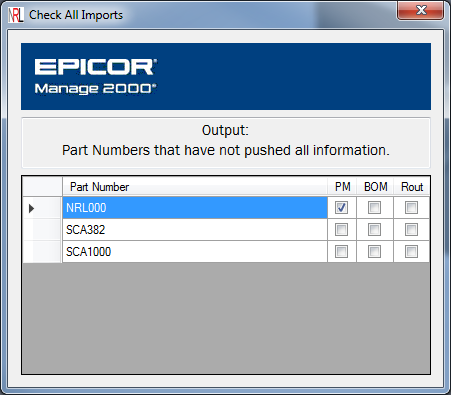 NRL Check All Imports
EPICOR®
Manage 2000®
Output:
Part Numbers that have not pushed all information.
Part Number PM BOM Rout
NRL000
SCA382
SCA1000